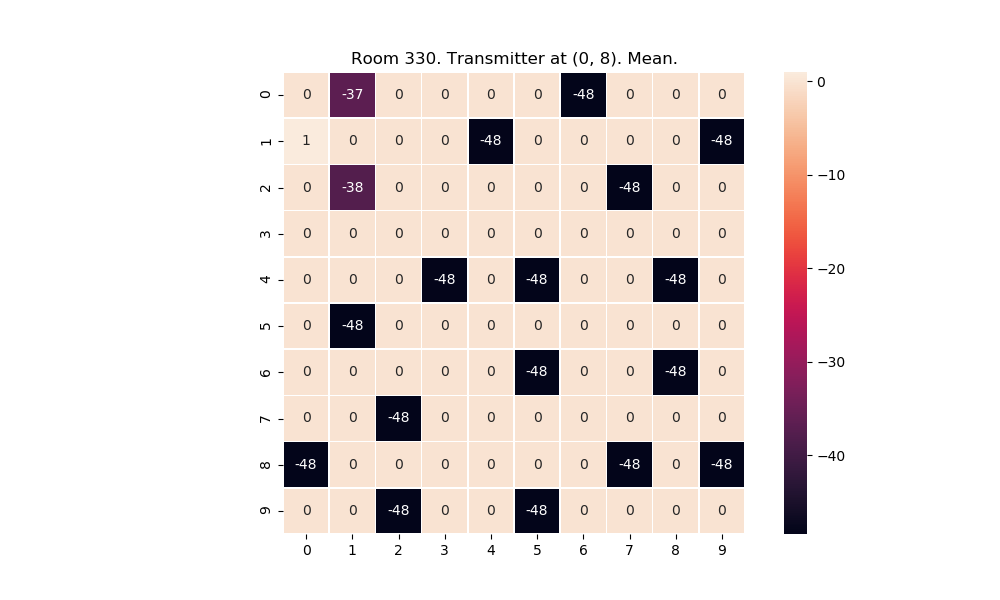 Room 330. Transmitter at (0, 8). Mean.
0 0 -37 0 0 0 0 -48 0 0 0
1 1 0 0 0 -48 0 0 0 0 -48
2 0 -38 0 0 0 0 0 -48 0 0
3 0 0 0 0 0 0 0 0 0 0
4 0 0 0 -48 0 -48 0 0 -48 0
5 0 -48 0 0 0 0 0 0 0 0
6 0 0 0 0 0 -48 0 0 -48 0
7 0 0 -48 0 0 0 0 0 0 0
8 -48 0 0 0 0 0 0 -48 0 -48
9 0 0 -48 0 0 -48 0 0 0 0
0 1 2 3 4 5 6 7 8 9
0
−10
−20
−30
−40